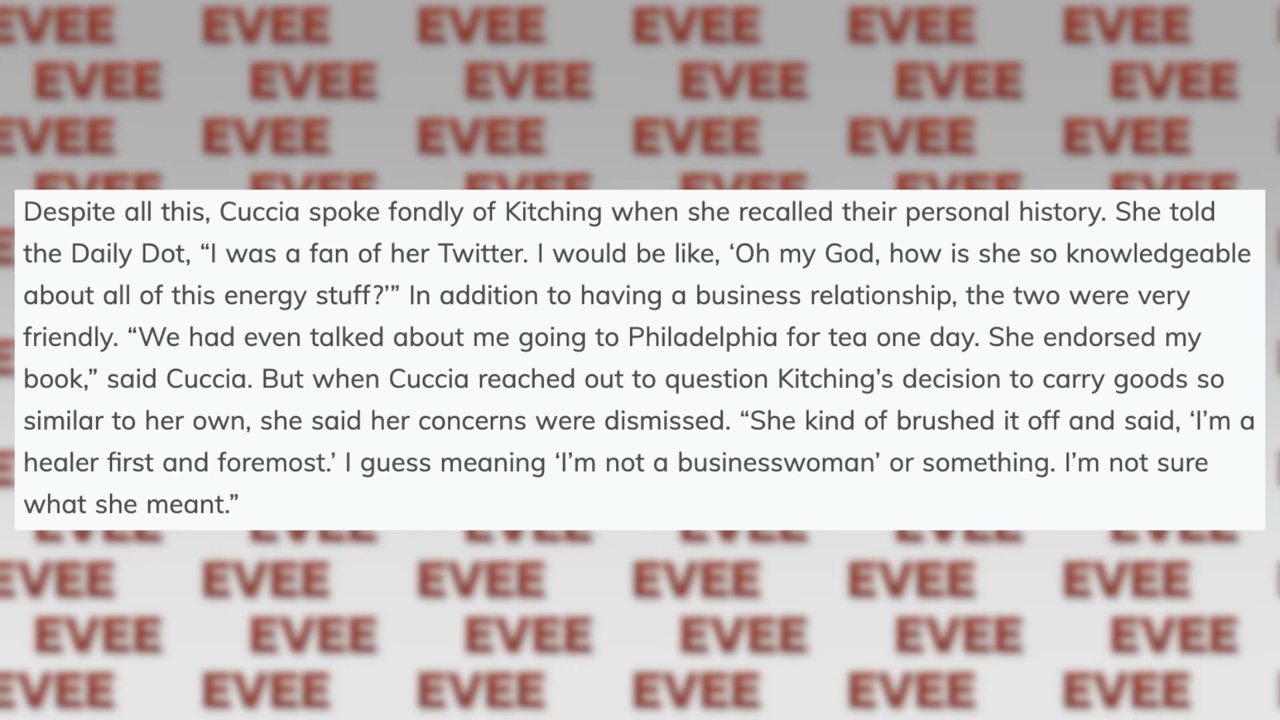 EVEE EVEE EVEE EVEE EVEE EVEE
EVEE EVEE EVEE EVEE EVEE EVEE
EVEE EVEE EVEE EVEE EVEE EVEE
EVEE EVEE EVEE EVEE EVEE EVEE
Despite all this, Cuccia spoke fondly of Kitching when she recalled their personal history. She told
the Daily Dot, “I was a fan of her Twitter. I would be like, ‘Oh my God, how is she so knowledgeable
about all of this energy stuff?’” In addition to having a business relationship, the two were very
friendly. “We had even talked about me going to Philadelphia for tea one day. She endorsed my
book,” said Cuccia. But when Cuccia reached out to question Kitching’s decision to carry goods so
similar to her own, she said her concerns were dismissed. “She kind of brushed it off and said, ‘I’m a
healer first and foremost.’ I guess meaning ‘I’m not a businesswoman’ or something. I’m not sure
what she meant.”
EVEE EVEE EVEE EVEE EVEE EVEE
EVEE EVEE EVEE EVEE EVEE EVEE
EVEE EVEE EVEE EVEE EVEE EVEE